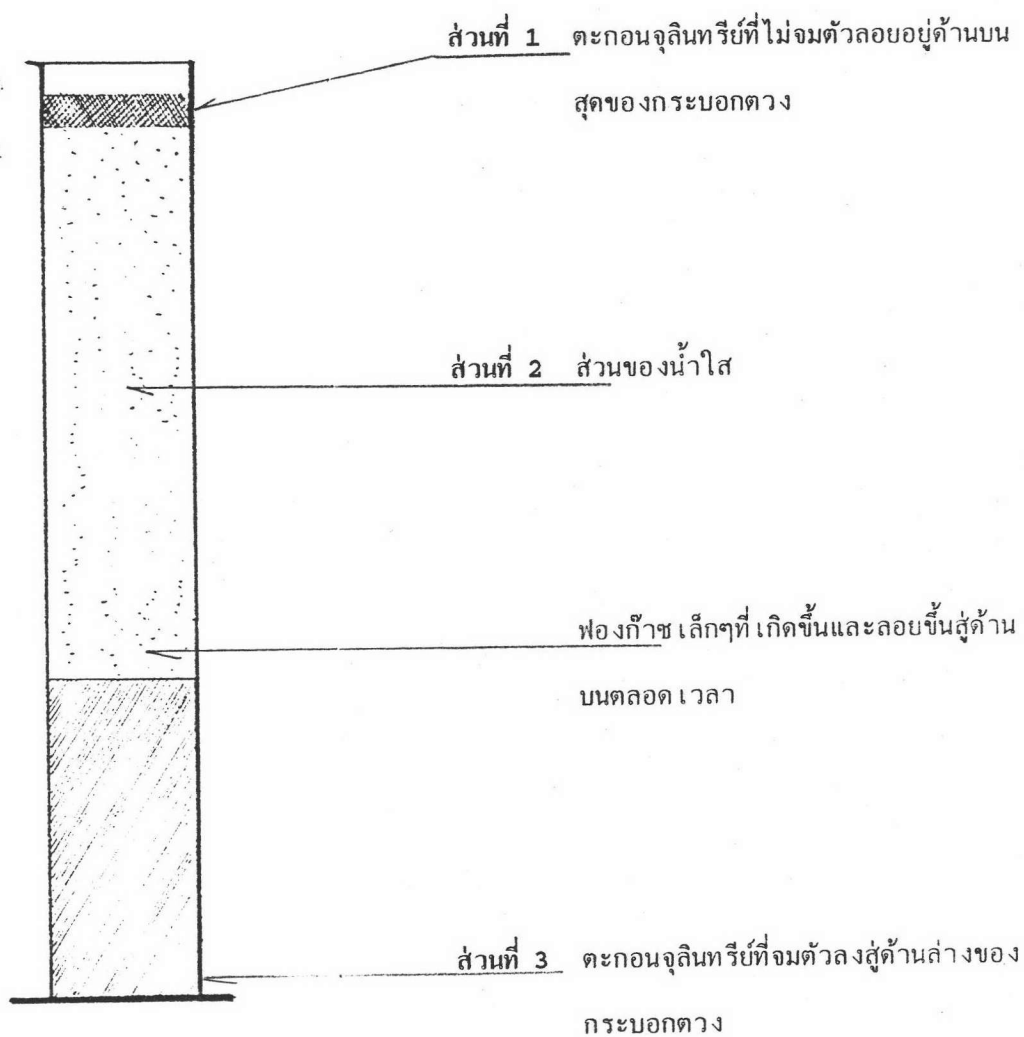 ส่วนที่ 1 ตะกอนจุลินทรีย์ที่ไม่จมตัวลอยอยู่ด้านบน
สุดของกระบอกตวง
ส่วนที่ 2 ส่วนของน้ำใส
ฟองก๊าซเล็กๆที่เกิดขึ้นและลอยขึ้นสู่ด้าน
บนตลอดเวลา
ส่วนที่ 3 ตะกอนจุลินทรีย์ที่จมตัวลงสู่ด้านล่างของ
กระบอกตวง